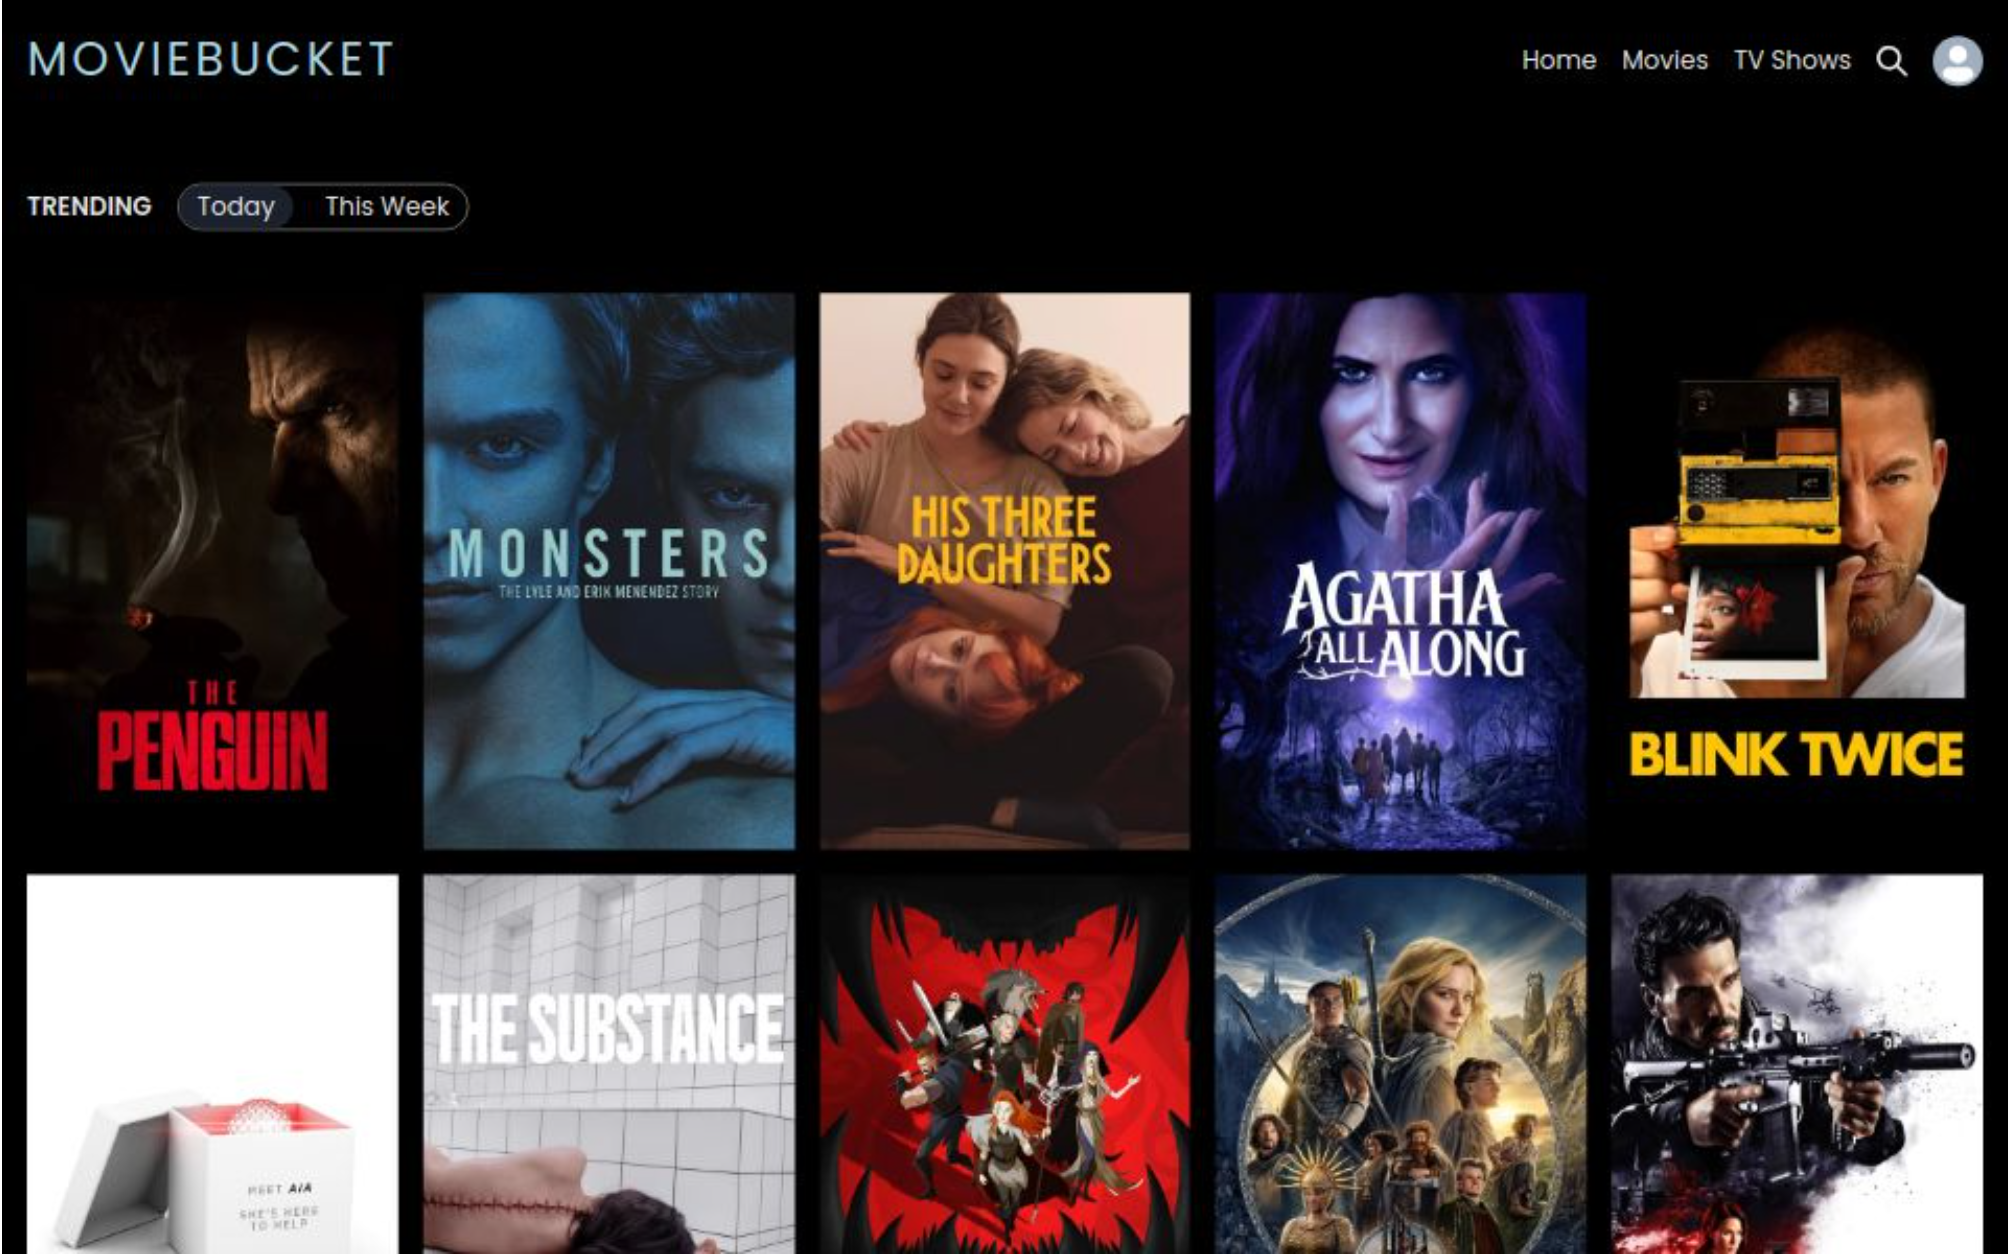 MOVIEBUCKET
Home Movies TV Shows
TRENDING Today This Week
THE
PENGUIN
MONSTERS
THE LYLE AND ERIK MENENDEZ STORY
HIS THREE
DAUGHTERS
AGATHA
ALL ALONG
BLINK TWICE
MEET AIA
SHE'S HERE
TO HELP
THE SUBSTANCE